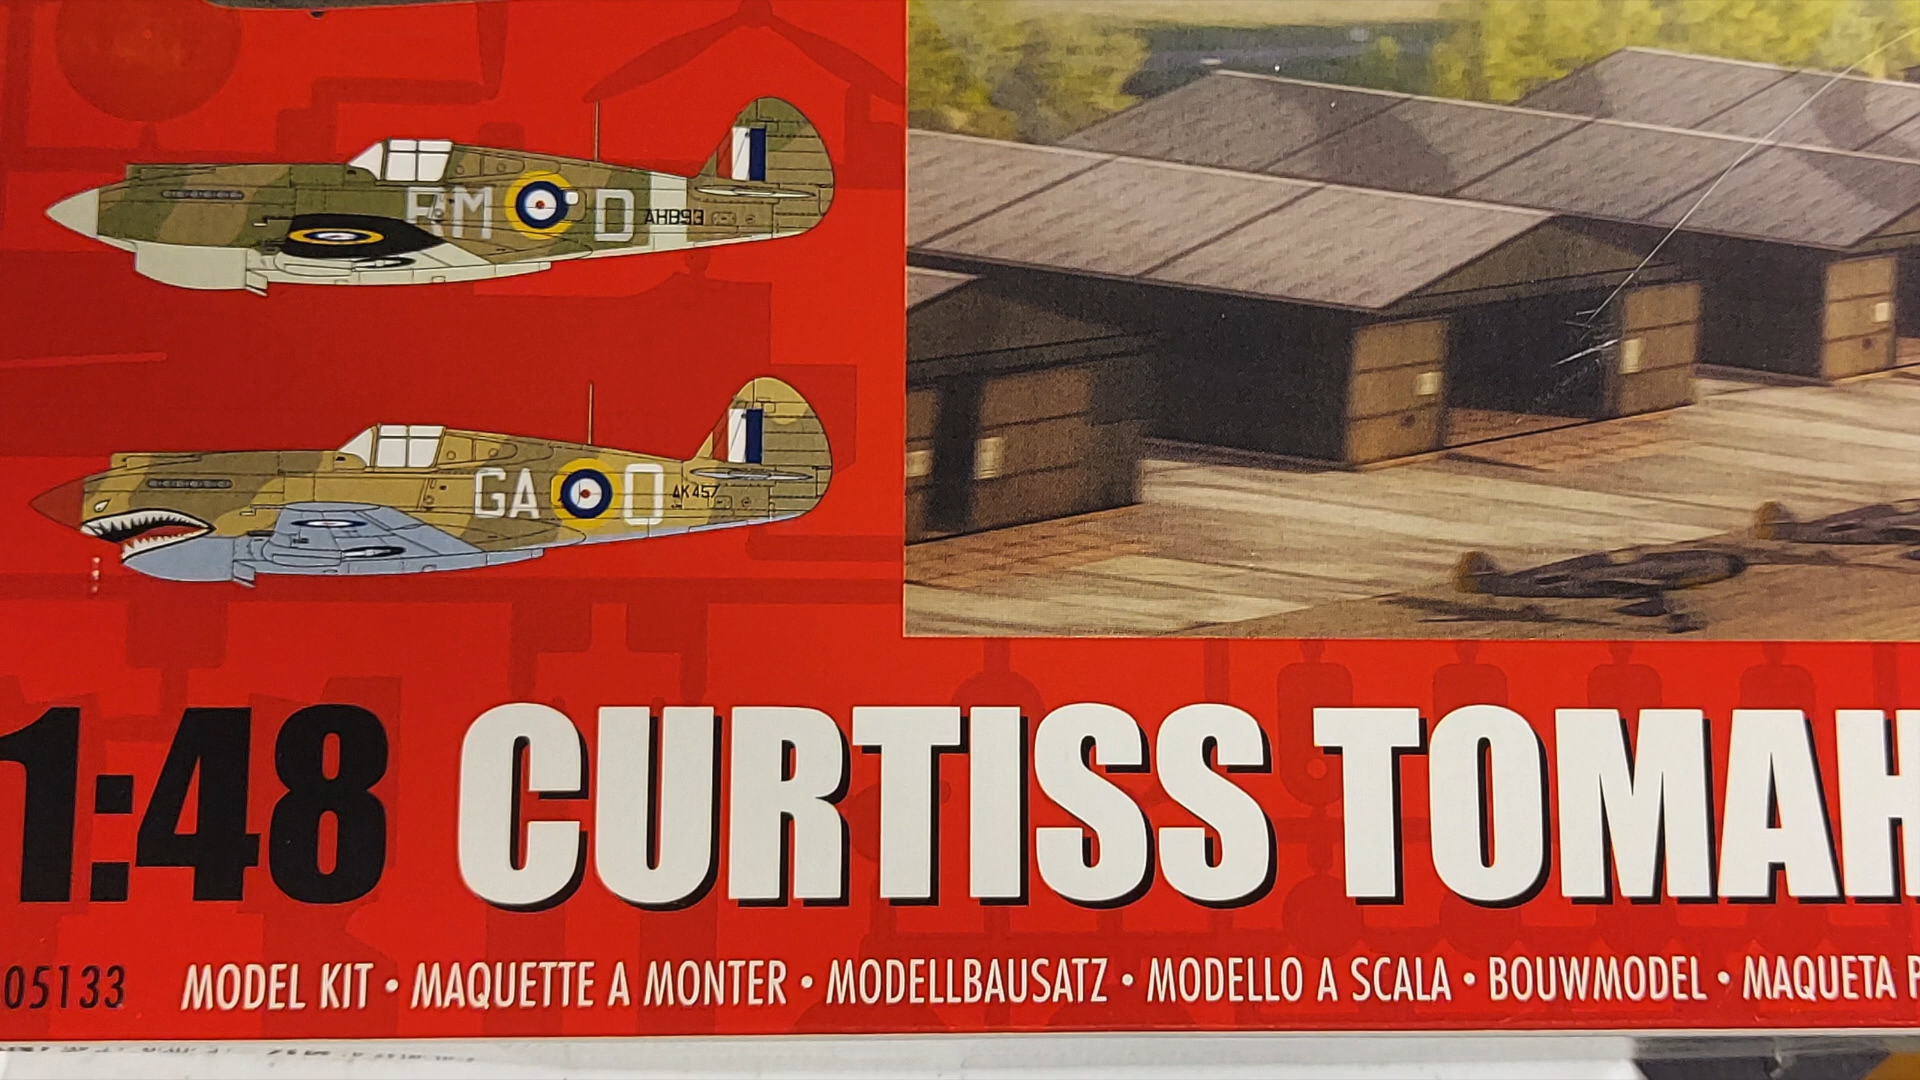 RM D AH893
GA O AK457
1:48 CURTISS TOMAH
05133 MODEL KIT • MAQUETTE A MONTER • MODELLBAUSATZ • MODELLO A SCALA • BOUWMODEL • MAQUETA P